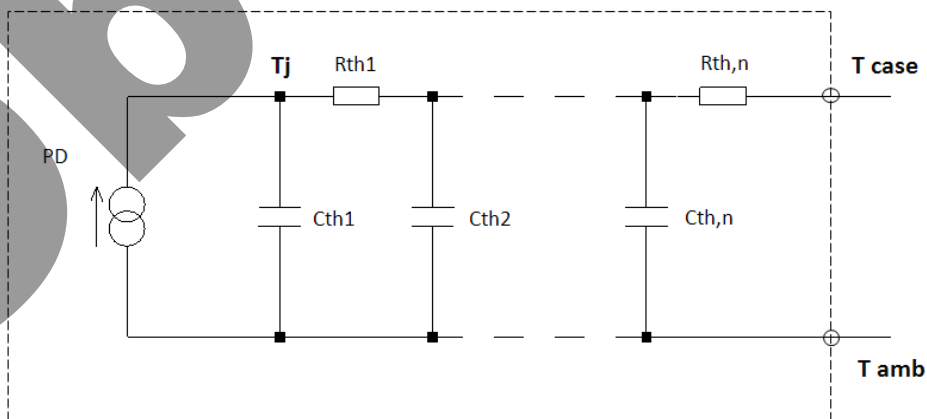 Tj
Rth1
Rth,n
T case
PD
Cth1
Cth2
Cth,n
T amb